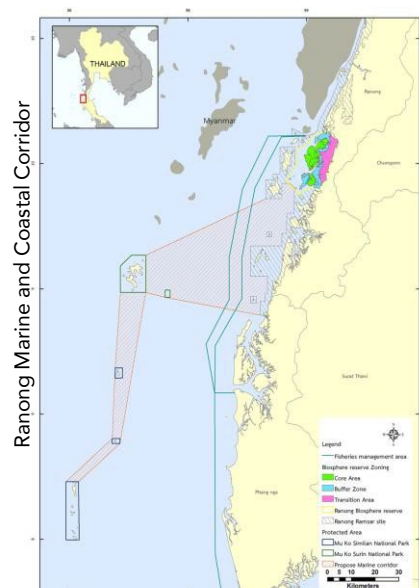 Ranong Marine and Coastal Corridor
THAILAND
Myanmar
Ranong
Chumporn
Surat Thani
Phang nga
Legend
Fisheries management area
Biosphere reserve Zoning
Core Area
Buffer Zone
Transition Area
Ranong Biosphere reserve
Ranong Ramsar site
Protected Area
Mu Ko Similan National Park
Mu Ko Surin National Park
Propose Marine corridor
0 5 10 20 30
Kilometers